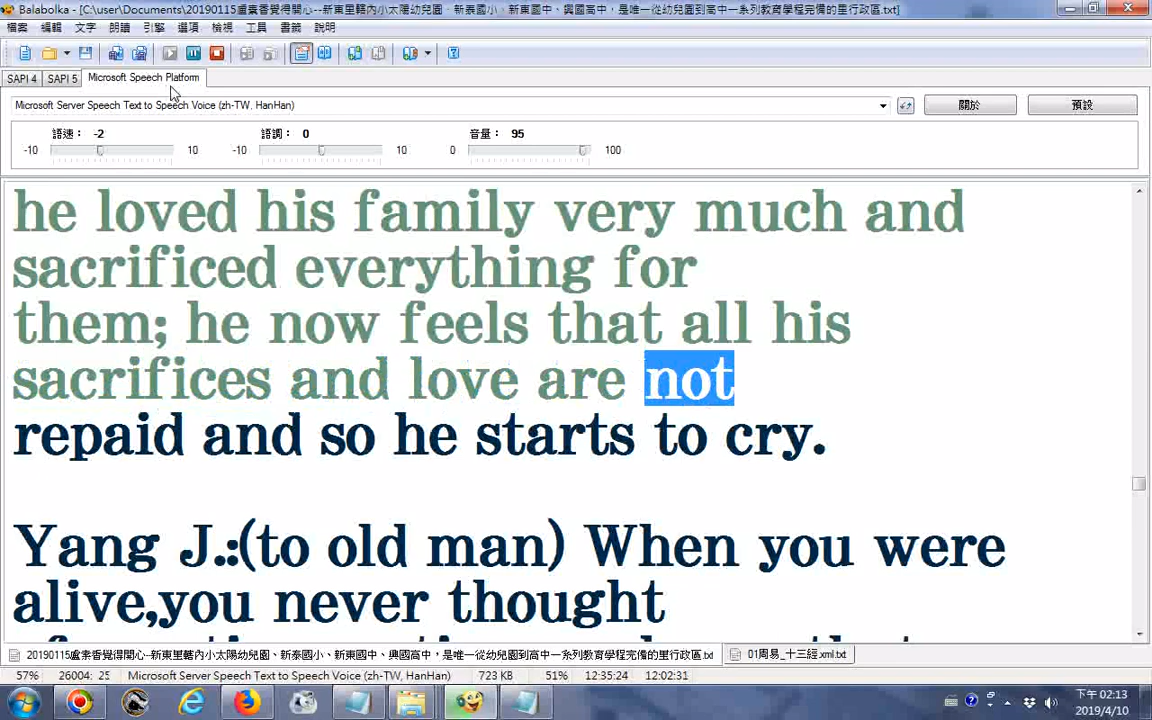 Balabolka - [C:\user\Documents\20190115盧素香覺得開心--新東里轄內小太陽幼兒園、新泰國小、新東國中、興國高中，是唯一從幼兒園到高中一系列教育學程完備的里行政區.txt]
檔案 編輯 文字 朗讀 引擎 選項 檢視 工具 書籤 說明
SAPI 4 SAPI 5 Microsoft Speech Platform
Microsoft Server Speech Text to Speech Voice (zh-TW, HanHan) 關於 預設
語速： -2 語調： 0 音量： 95
-10 10 -10 10 0 100
he loved his family very much and
sacrificed everything for
them; he now feels that all his
sacrifices and love are not
repaid and so he starts to cry.
Yang J.:(to old man) When you were
alive,you never thought
20190115盧素香覺得開心--新東里轄內小太陽幼兒園、新泰國小、新東國中、興國高中，是唯一從幼兒園到高中一系列教育學程完備的里行政區.txt 01周易_十三經.xml.txt
57% 26004: 25 Microsoft Server Speech Text to Speech Voice (zh-TW, HanHan) 723 KB 51% 12:35:24 12:02:31
下午 02:13
2019/4/10